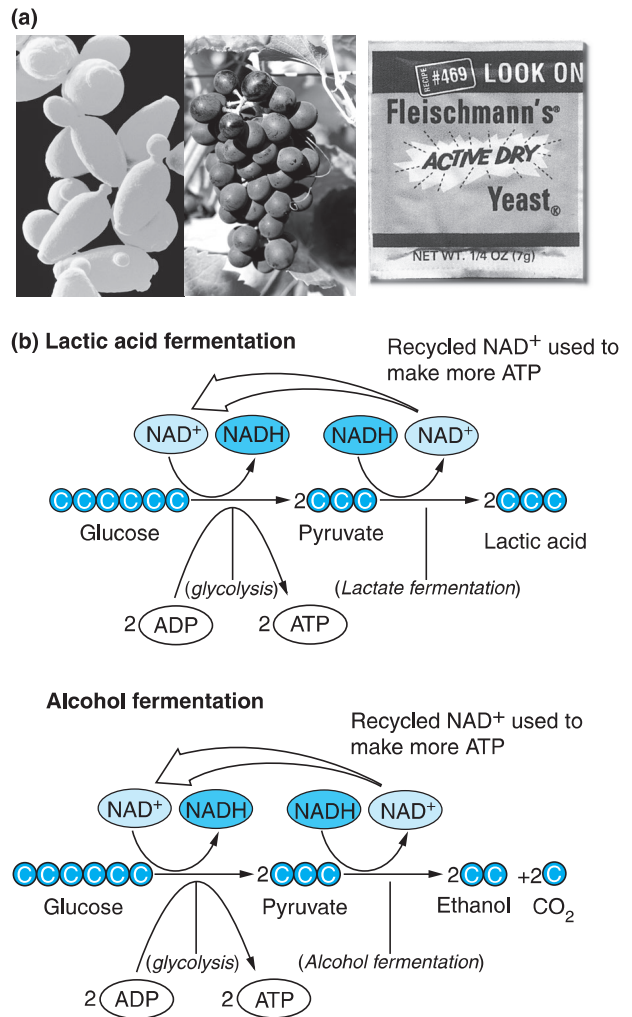 (a)
RECIPE
#469
LOOK ON
Fleischmann's®
ACTIVE DRY
Yeast®
NET WT. 1/4 OZ (7g)
(b) Lactic acid fermentation
Recycled NAD+ used to
make more ATP
NAD+ NADH NADH NAD+
CCCCCC 2CCC 2CCC
Glucose Pyruvate Lactic acid
(glycolysis) (Lactate fermentation)
2 ADP 2 ATP
Alcohol fermentation
Recycled NAD+ used to
make more ATP
NAD+ NADH NADH NAD+
CCCCCC 2CCC 2CC +2C
Glucose Pyruvate Ethanol CO2
(glycolysis) (Alcohol fermentation)
2 ADP 2 ATP